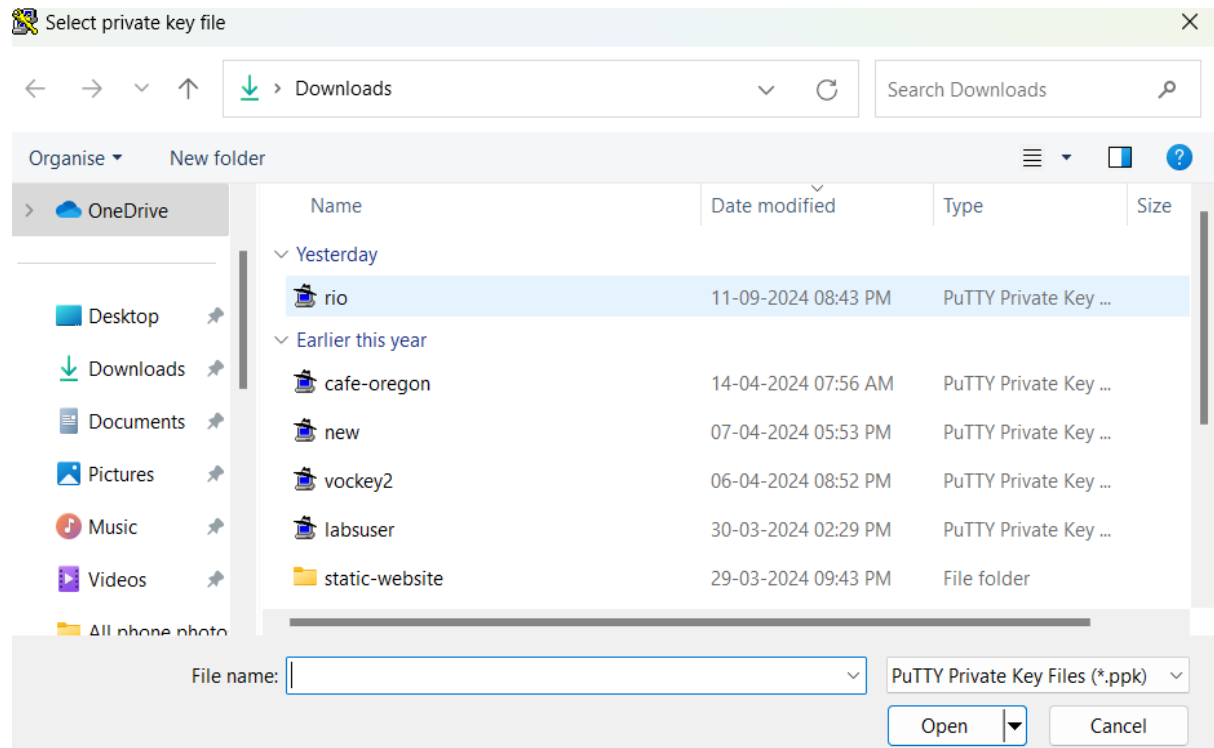 Select private key file
Downloads
Search Downloads
Organise New folder
OneDrive
Name Date modified Type Size
Yesterday
rio 11-09-2024 08:43 PM PuTTY Private Key ...
Earlier this year
Desktop
cafe-oregon 14-04-2024 07:56 AM PuTTY Private Key ...
Downloads
new 07-04-2024 05:53 PM PuTTY Private Key ...
Documents
vockey2 06-04-2024 08:52 PM PuTTY Private Key ...
Pictures
labsuser 30-03-2024 02:29 PM PuTTY Private Key ...
Music
static-website 29-03-2024 09:43 PM File folder
Videos
All phone photo
File name: PuTTY Private Key Files (*.ppk)
Open Cancel